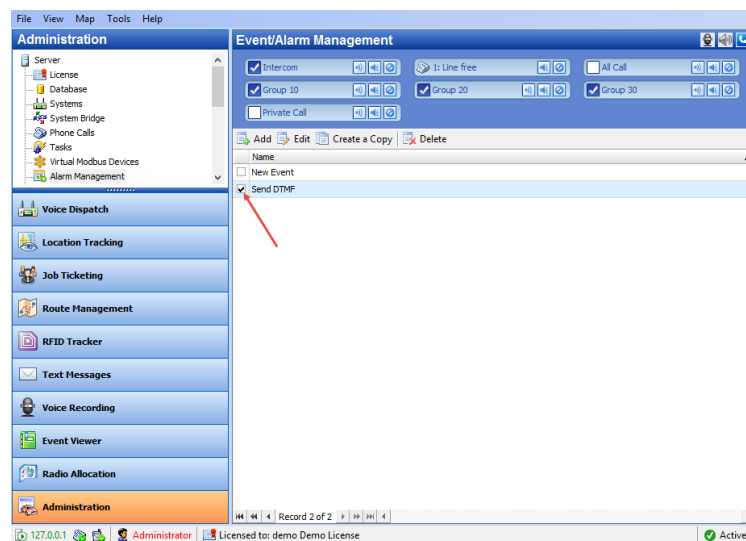 File View Map Tools Help
Administration
Server
License
Database
Systems
System Bridge
Phone Calls
Tasks
Virtual Modbus Devices
Alarm Management
Voice Dispatch
Location Tracking
Job Ticketing
Route Management
RFID Tracker
Text Messages
Voice Recording
Event Viewer
Radio Allocation
Administration
Event/Alarm Management
Intercom 1: Line free All Call
Group 10 Group 20 Group 30
Private Call
Add Edit Create a Copy Delete
Name
New Event
Send DTMF
Record 2 of 2
127.0.0.1 Administrator Licensed to: demo Demo License Active